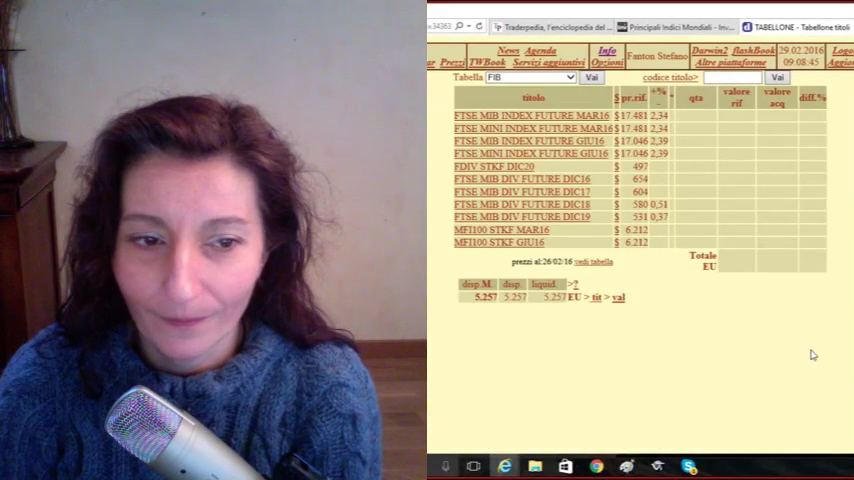 w.34363
Traderpedia, l'enciclopedia del ...
Principali Indici Mondiali - Inv...
TABELLONE - Tabellone titoli
News Agenda
Info
Fanton Stefano
Darwin2 flashBook
29.02.2016
ar Prezzi
TWBook Servizi aggiuntivi
Opzioni
Altre piattaforme
09:08:45
Tabella FIB Vai
codice titolo> Vai
titolo $ pr.rif. +% - * qta valore rif valore acq diff.%
FTSE MIB INDEX FUTURE MAR16 $ 17.481 2,34
FTSE MINI INDEX FUTURE MAR16 $ 17.481 2,34
FTSE MIB INDEX FUTURE GIU16 $ 17.046 2,39
FTSE MINI INDEX FUTURE GIU16 $ 17.046 2,39
FDIV STKF DIC20 $ 497
FTSE MIB DIV FUTURE DIC16 $ 654
FTSE MIB DIV FUTURE DIC17 $ 604
FTSE MIB DIV FUTURE DIC18 $ 580 0,51
FTSE MIB DIV FUTURE DIC19 $ 531 0,37
MFI100 STKF MAR16 $ 6.212
MFI100 STKF GIU16 $ 6.212
prezzi al:26/02/16 vedi tabella
Totale EU
disp.M. disp. liquid. >?
5.257 5.257 5.257 EU > tit > val